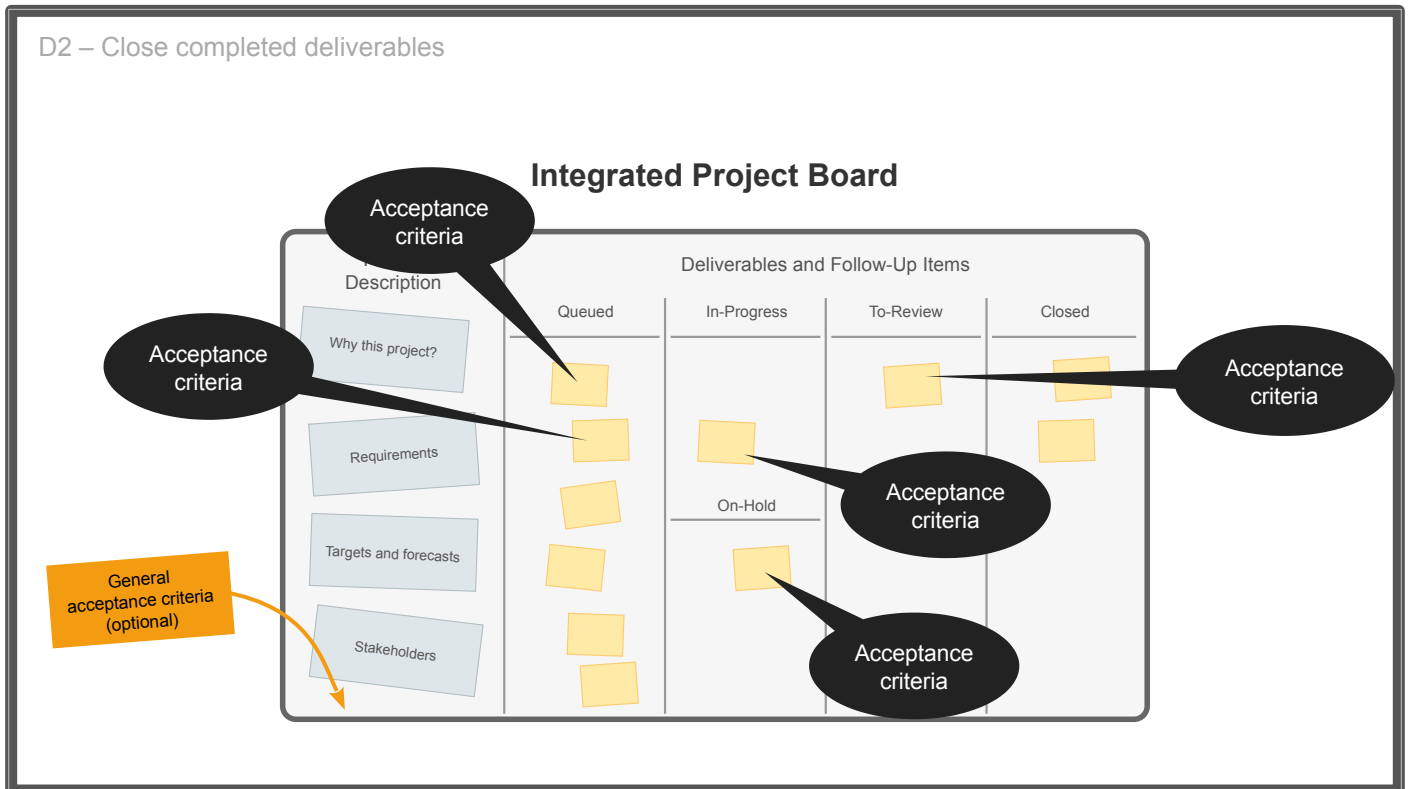 D2 – Close completed deliverables
Integrated Project Board
Acceptance
criteria
Description
Deliverables and Follow-Up Items
Queued
In-Progress
To-Review
Closed
Why this project?
Acceptance
criteria
Acceptance
criteria
Requirements
Acceptance
criteria
On-Hold
Targets and forecasts
General
acceptance criteria
(optional)
Stakeholders
Acceptance
criteria